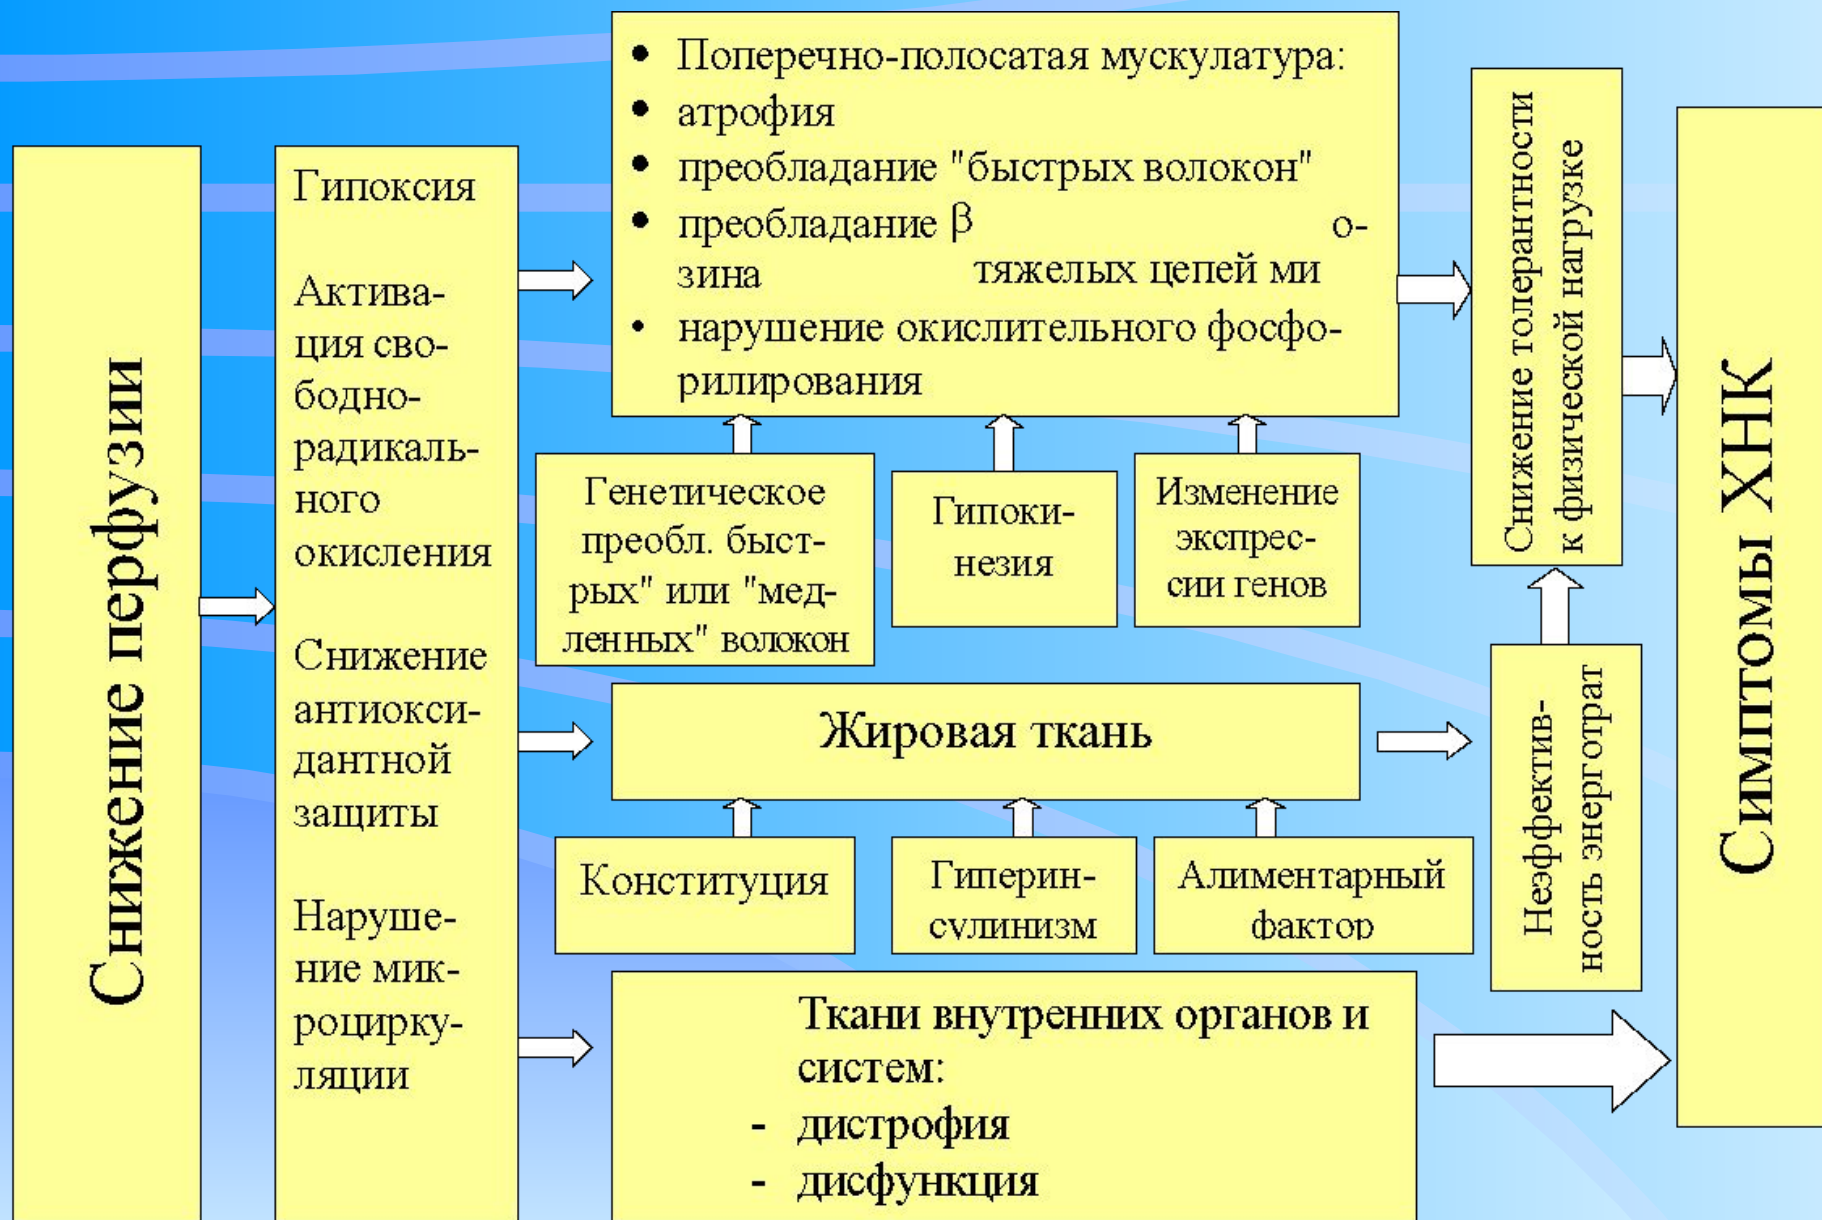 Снижение перфузии
Гипоксия
Актива-
ция сво-
бодно-
радикаль-
ного
окисления
Снижение
антиокси-
дантной
защиты
Наруше-
ние мик-
роцирку-
ляции
• Поперечно-полосатая мускулатура:
• атрофия
• преобладание "быстрых волокон"
• преобладание β о-
зина тяжелых цепей ми
• нарушение окислительного фосфо-
рилирования
Генетическое
преобл. быст-
рых" или "мед-
ленных" волокон
Гипоки-
незия
Изменение
экспрес-
сии генов
Жировая ткань
Конституция
Гиперин-
сулинизм
Алиментарный
фактор
Ткани внутренних органов и
систем:
- дистрофия
- дисфункция
Снижение толерантности
к физической нагрузке
Неэффектив-
ность энерготрат
Симптомы ХНК